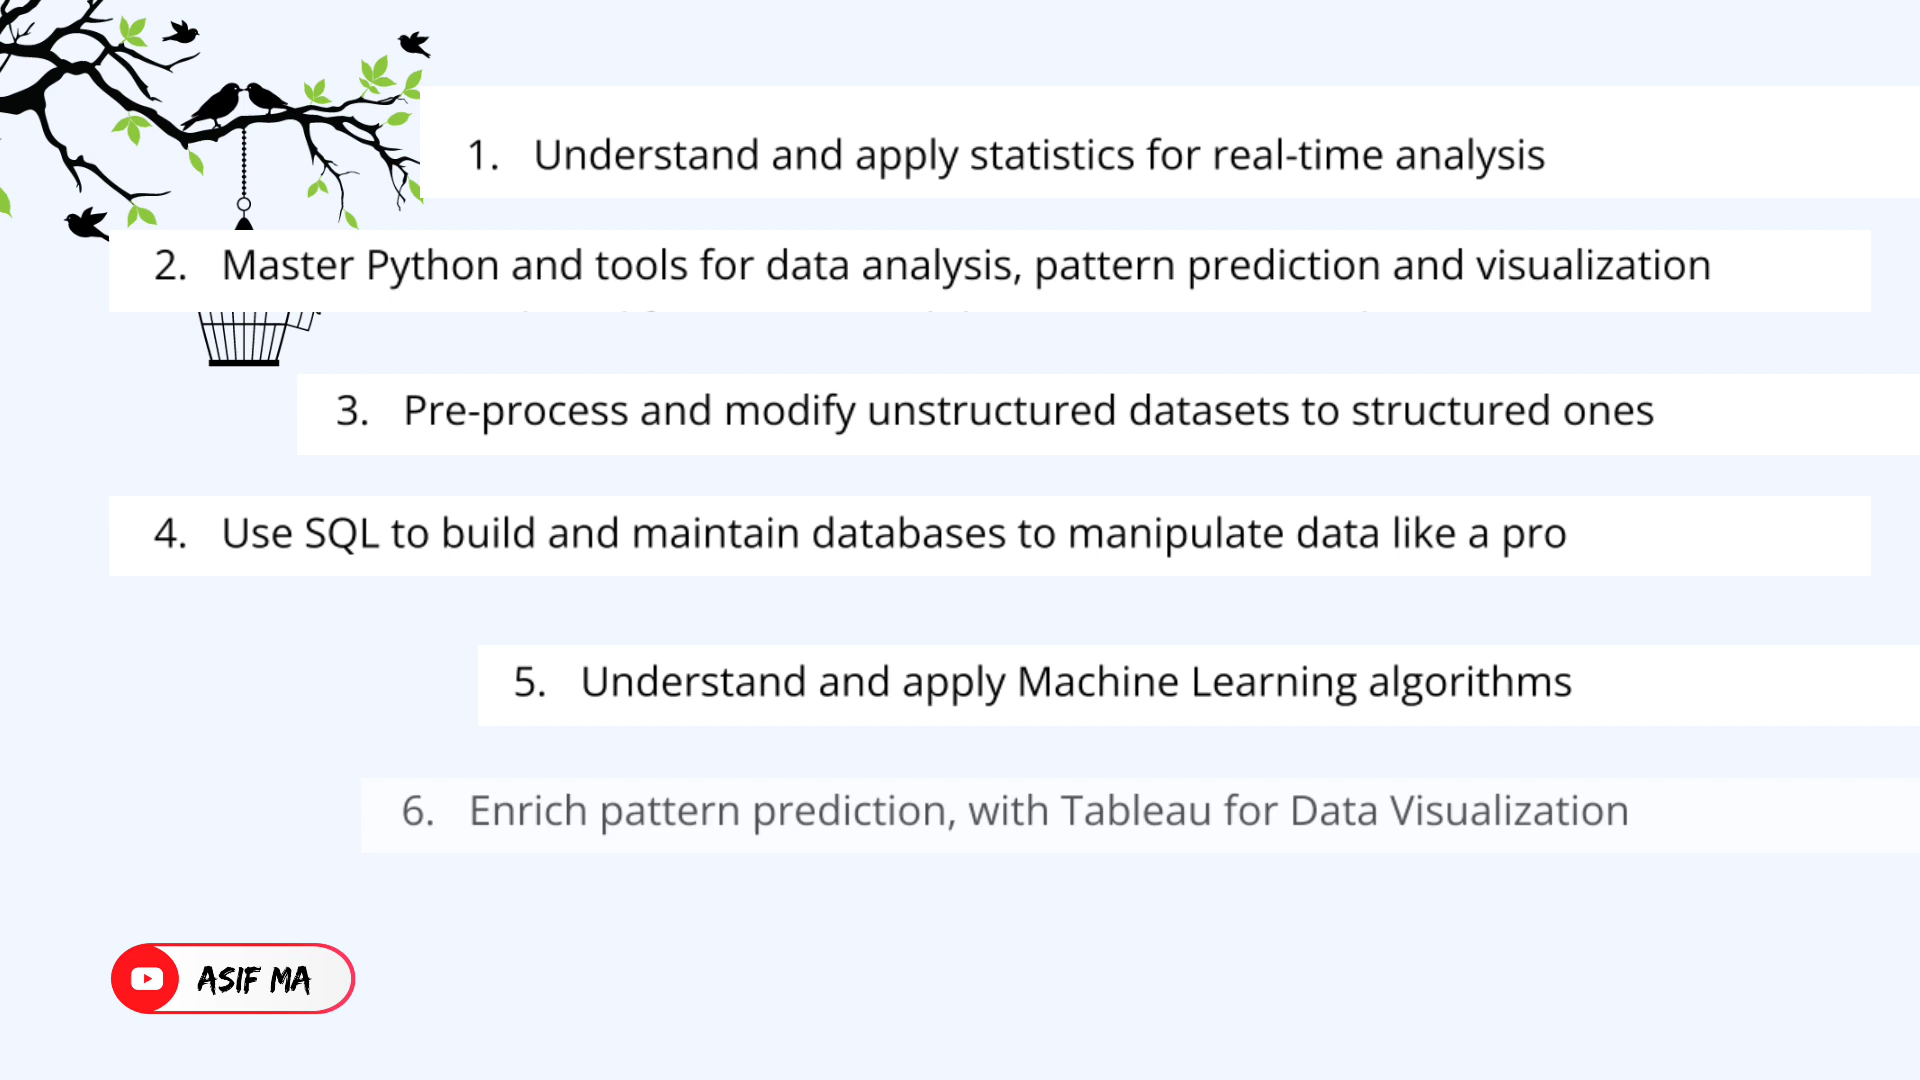 1. Understand and apply statistics for real-time analysis
2. Master Python and tools for data analysis, pattern prediction and visualization
3. Pre-process and modify unstructured datasets to structured ones
4. Use SQL to build and maintain databases to manipulate data like a pro
5. Understand and apply Machine Learning algorithms
6. Enrich pattern prediction, with Tableau for Data Visualization
ASIF MA